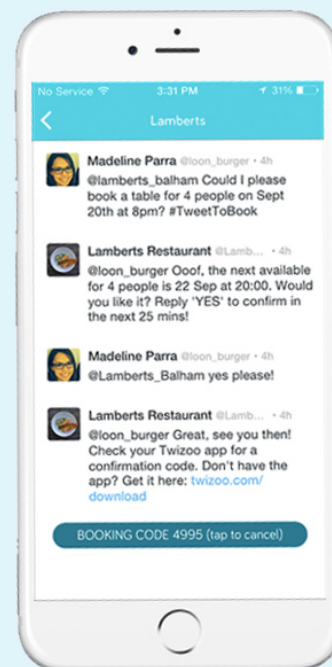 No Service 3:31 PM 31%
Lamberts
Madeline Parra @loon_burger • 4h
@lamberts_balham Could I please
book a table for 4 people on Sept
20th at 8pm? #TweetToBook
Lamberts Restaurant @Lamb... • 4h
@loon_burger Ooof, the next available
for 4 people is 22 Sep at 20:00. Would
you like it? Reply 'YES' to confirm in
the next 25 mins!
Madeline Parra @loon_burger • 4h
@Lamberts_Balham yes please!
Lamberts Restaurant @Lamb... • 4h
@loon_burger Great, see you then!
Check your Twizoo app for a
confirmation code. Don't have the
app? Get it here: twizoo.com/
download
BOOKING CODE 4995 (tap to cancel)